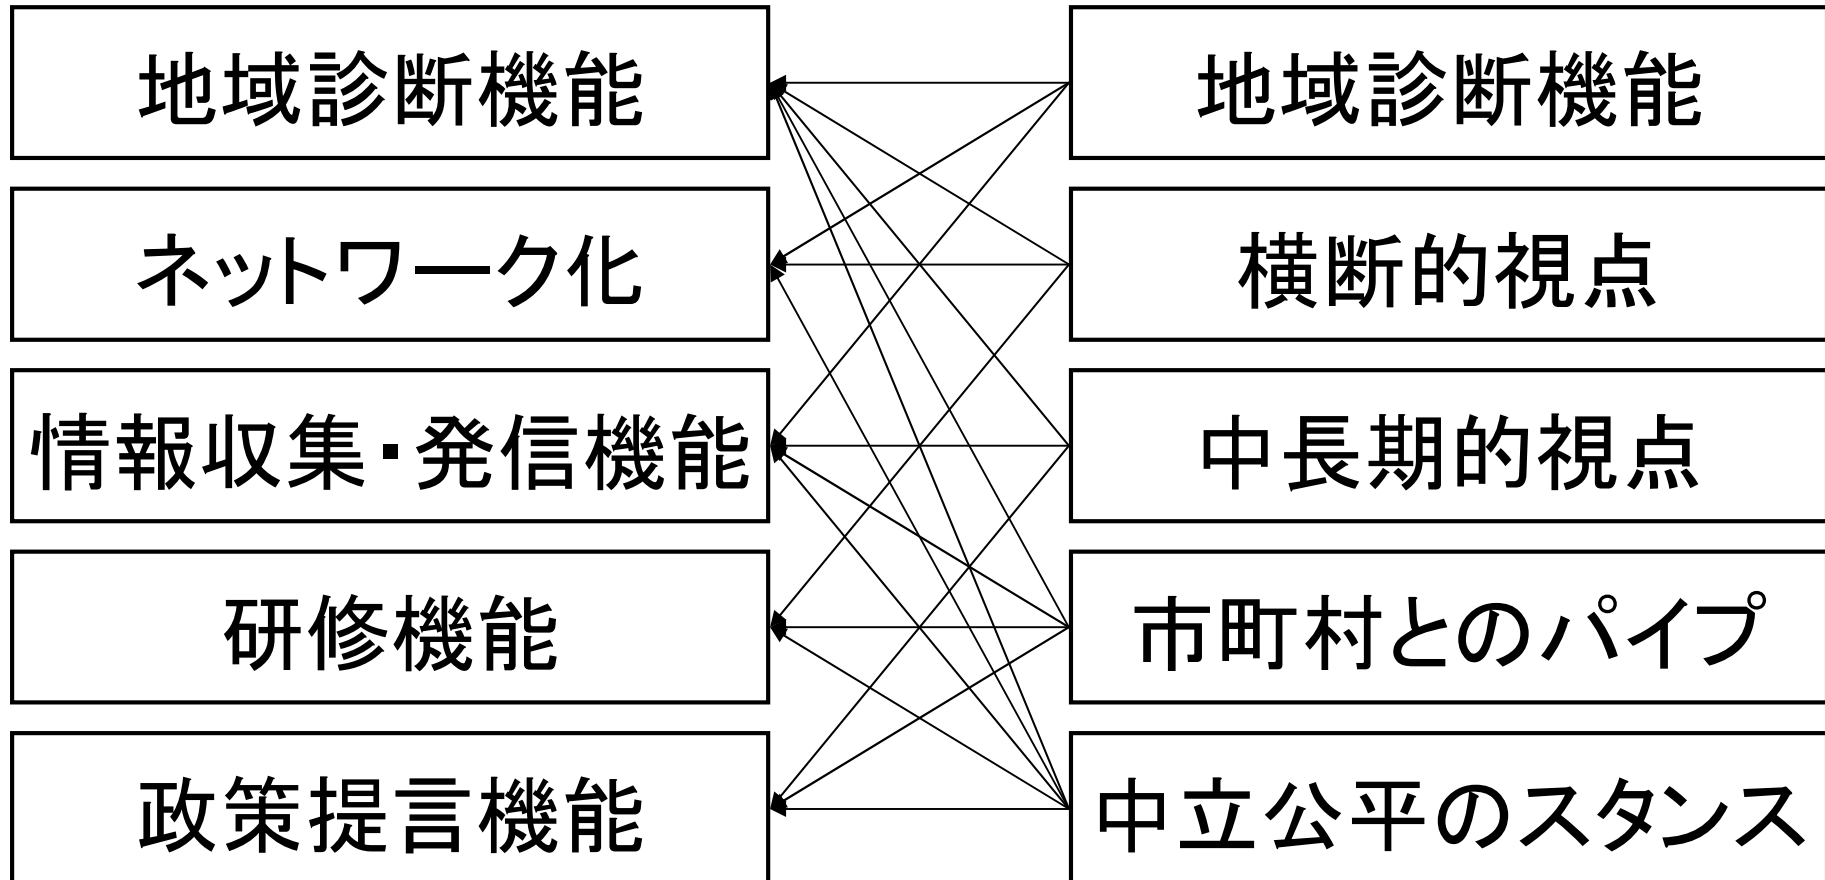 地域診断機能
ネットワーク化
情報収集・発信機能
研修機能
政策提言機能
地域診断機能
横断的視点
中長期的視点
市町村とのパイプ
中立公平のスタンス